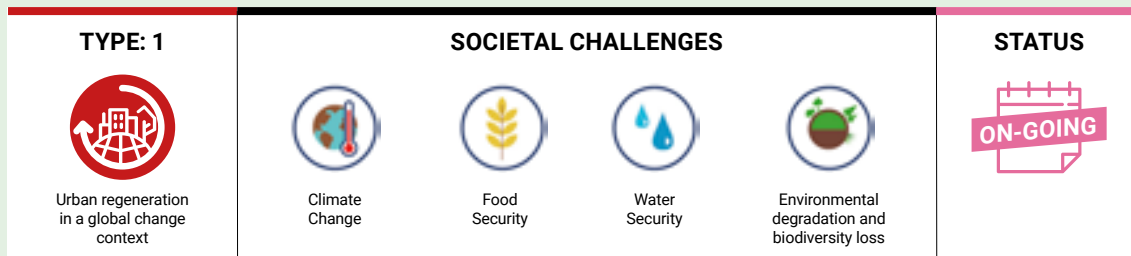 TYPE: 1
Urban regeneration
in a global change
context
SOCIETAL CHALLENGES
Climate
Change
Food
Security
Water
Security
Environmental
degradation and
biodiversity loss
STATUS
ON-GOING